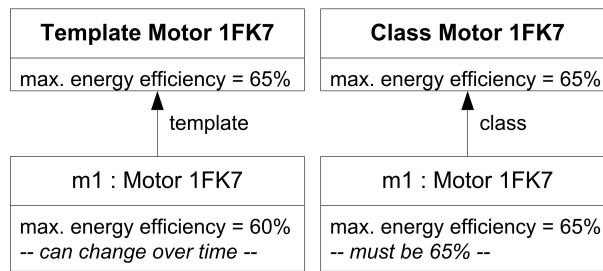 Template Motor 1FK7
max. energy efficiency = 65%
template
m1 : Motor 1FK7
max. energy efficiency = 60%
-- can change over time --
Class Motor 1FK7
max. energy efficiency = 65%
class
m1 : Motor 1FK7
max. energy efficiency = 65%
-- must be 65% --